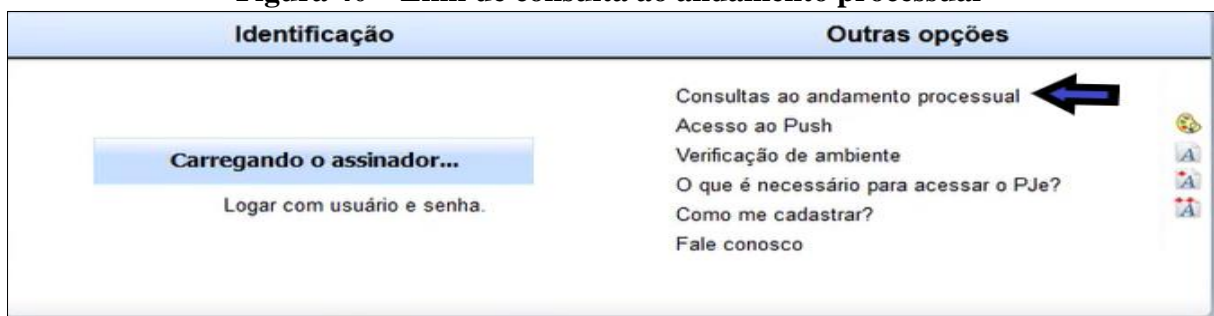 Identificação
Outras opções
Carregando o assinador...
Logar com usuário e senha.
Consultas ao andamento processual
Acesso ao Push
Verificação de ambiente
O que é necessário para acessar o PJe?
Como me cadastrar?
Fale conosco
A
A
A